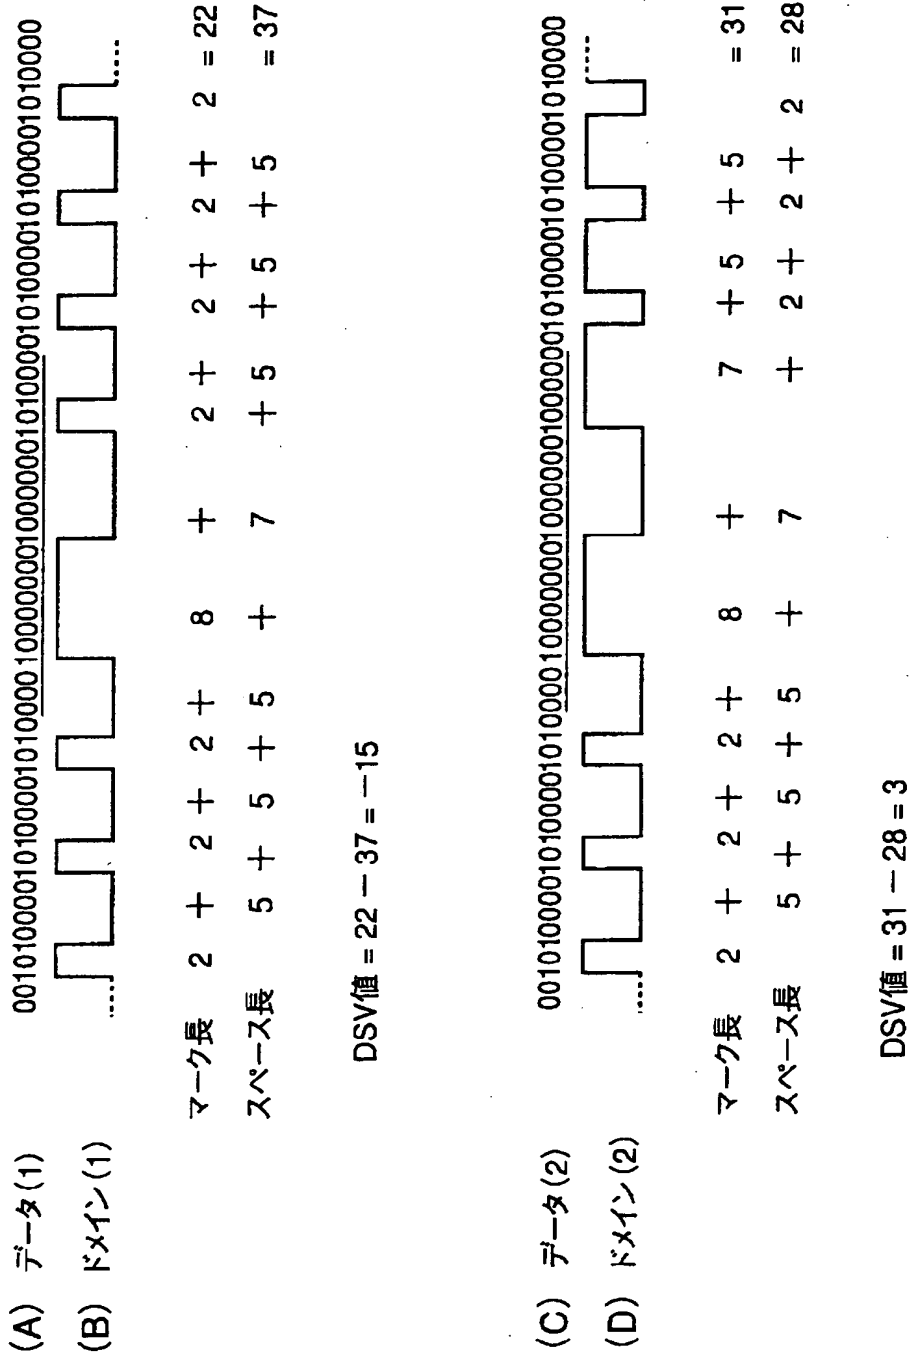 (A) データ(1) 001010000101000010100001000000010000001010000101000010100001010000
(B) ドメイン(1)
マーク長 2 + 2 + 2 + 8 + 2 + 2 + 2 + 2 = 22
スペース長 5 + 5 + 5 + 7 + 5 + 5 + 5 = 37
DSV値 = 22 − 37 = −15
(C) データ(2) 001010000101000010100001000000010000001000000101000010100001010000
(D) ドメイン(2)
マーク長 2 + 2 + 2 + 8 + 7 + 5 + 5 = 31
スペース長 5 + 5 + 5 + 7 + 2 + 2 + 2 = 28
DSV値 = 31 − 28 = 3